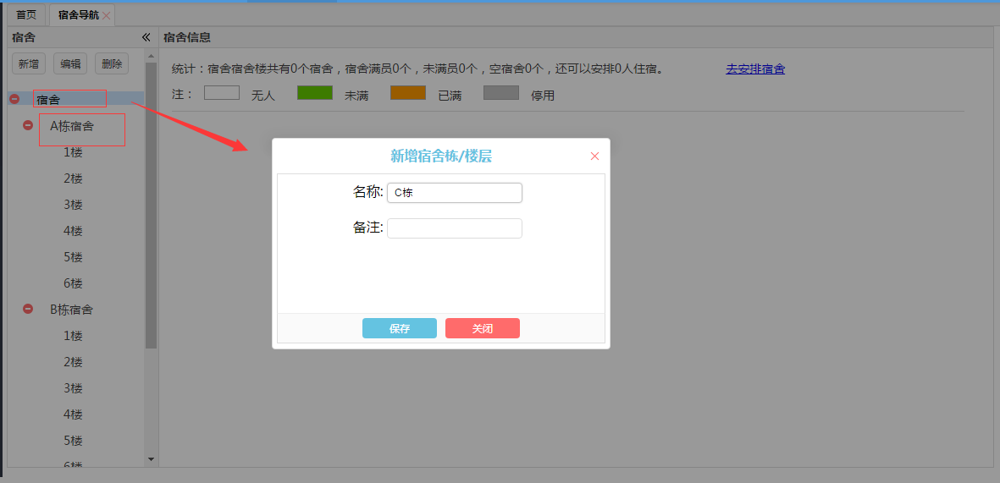 首页 宿舍导航
宿舍 宿舍信息
新增 编辑 删除
统计：宿舍宿舍楼共有0个宿舍，宿舍满员0个，未满员0个，空宿舍0个，还可以安排0人住宿。 去安排宿舍
注： 无人 未满 已满 停用
宿舍
A栋宿舍
1楼
2楼
3楼
4楼
5楼
6楼
B栋宿舍
1楼
2楼
3楼
4楼
5楼
6楼
新增宿舍栋/楼层
名称: C栋
备注:
保存 关闭